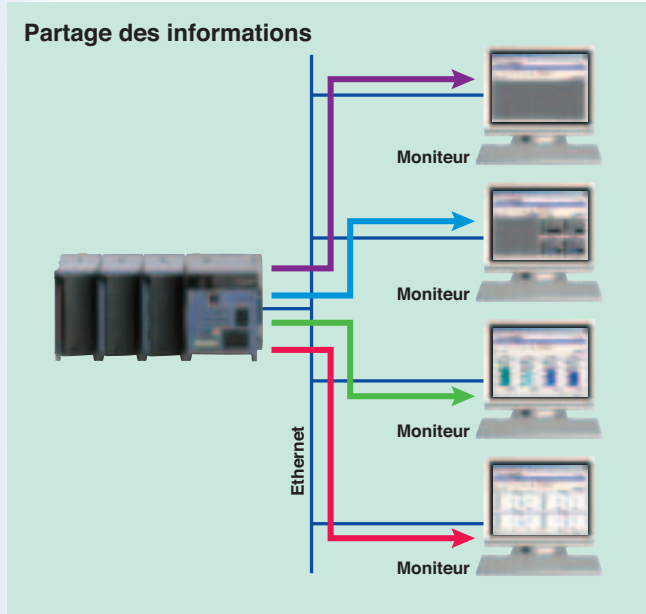 Partage des informations
Moniteur
Moniteur
Moniteur
Ethernet
Moniteur